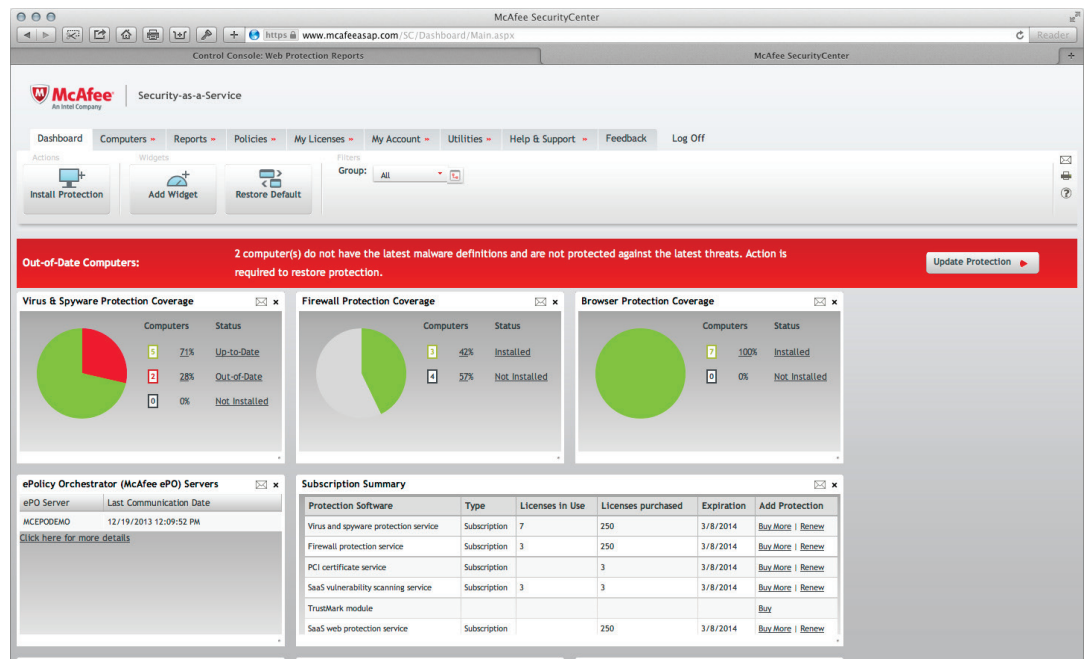 McAfee SecurityCenter
https www.mcafeeasap.com/SC/Dashboard/Main.aspx
Reader
Control Console: Web Protection Reports
McAfee SecurityCenter
McAfee
An Intel Company
Security-as-a-Service
Dashboard Computers » Reports » Policies » My Licenses » My Account » Utilities » Help & Support » Feedback Log Off
Actions Widgets Filters
Install Protection
Add Widget
Restore Default
Group: All
Out-of-Date Computers:
2 computer(s) do not have the latest malware definitions and are not protected against the latest threats. Action is
required to restore protection.
Update Protection
Virus & Spyware Protection Coverage
Computers Status
5 71% Up-to-Date
2 28% Out-of-Date
0 0% Not Installed
Firewall Protection Coverage
Computers Status
3 42% Installed
4 57% Not Installed
Browser Protection Coverage
Computers Status
7 100% Installed
0 0% Not Installed
ePolicy Orchestrator (McAfee ePO) Servers
ePO Server Last Communication Date
MCEPODEMO 12/19/2013 12:09:52 PM
Click here for more details
Subscription Summary
Protection Software Type Licenses in Use Licenses purchased Expiration Add Protection
Virus and spyware protection service Subscription 7 250 3/8/2014 Buy More | Renew
Firewall protection service Subscription 3 250 3/8/2014 Buy More | Renew
PCI certificate service Subscription 3 3/8/2014 Buy More | Renew
SaaS vulnerability scanning service Subscription 3 3 3/8/2014 Buy More | Renew
TrustMark module Buy
SaaS web protection service Subscription 250 3/8/2014 Buy More | Renew